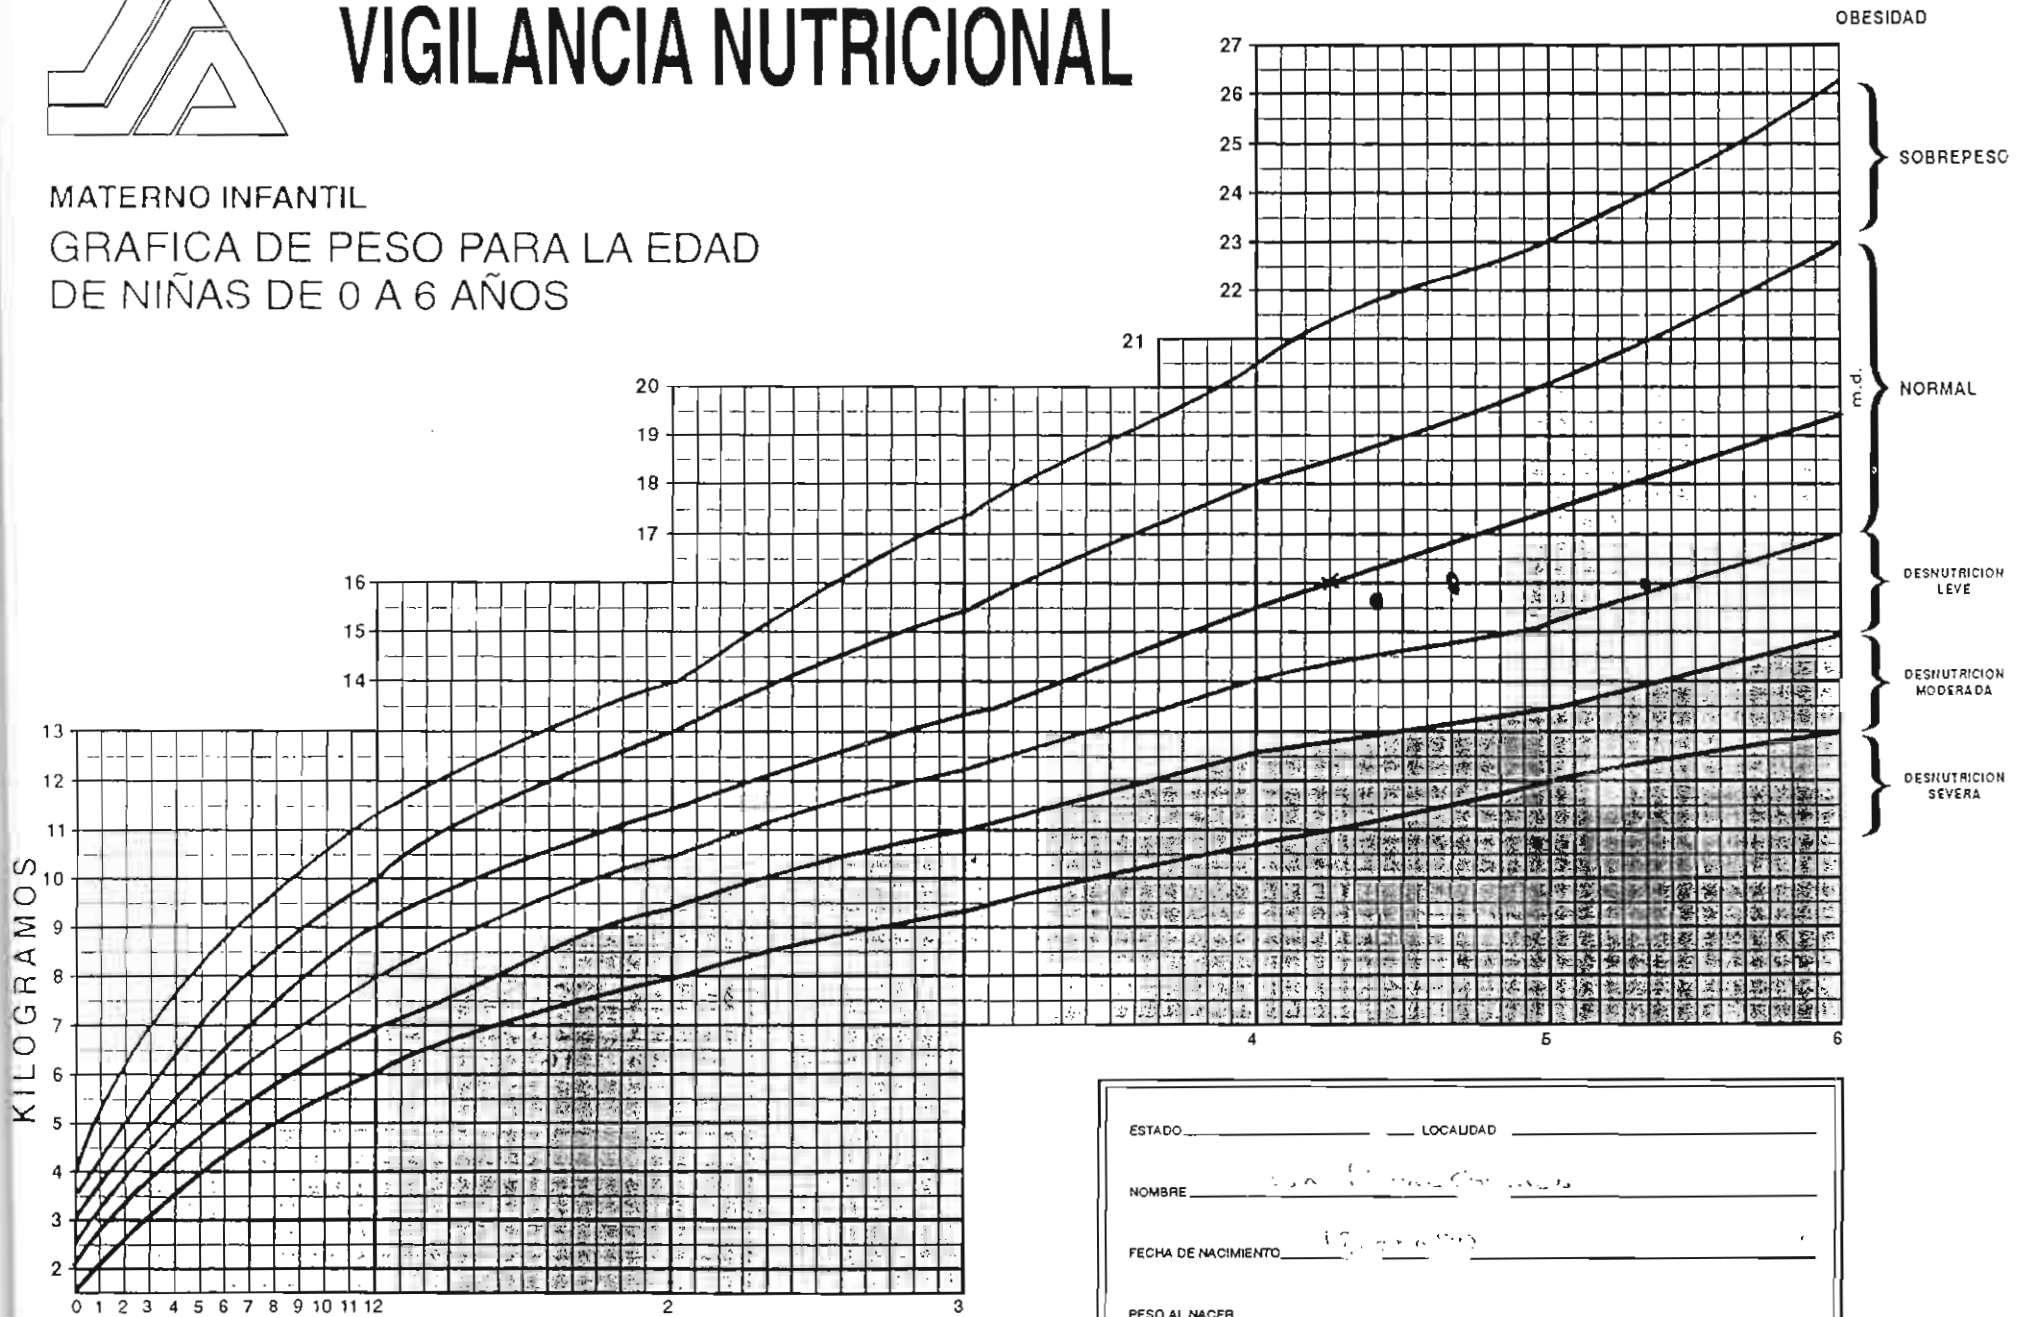 VIGILANCIA NUTRICIONAL
MATERNO INFANTIL
GRAFICA DE PESO PARA LA EDAD
DE NIÑAS DE 0 A 6 AÑOS
OBESIDAD
SOBREPESO
NORMAL
m.d.
DESNUTRICION
LEVE
DESNUTRICION
MODERADA
DESNUTRICION
SEVERA
27
26
25
24
23
22
21
20
19
18
17
16
15
14
13
12
11
10
9
8
7
6
5
4
3
2
KILOGRAMOS
0 1 2 3 4 5 6 7 8 9 10 11 12 2 3
4 5 6
ESTADO LOCALIDAD
NOMBRE
FECHA DE NACIMIENTO
PESO AL NACER